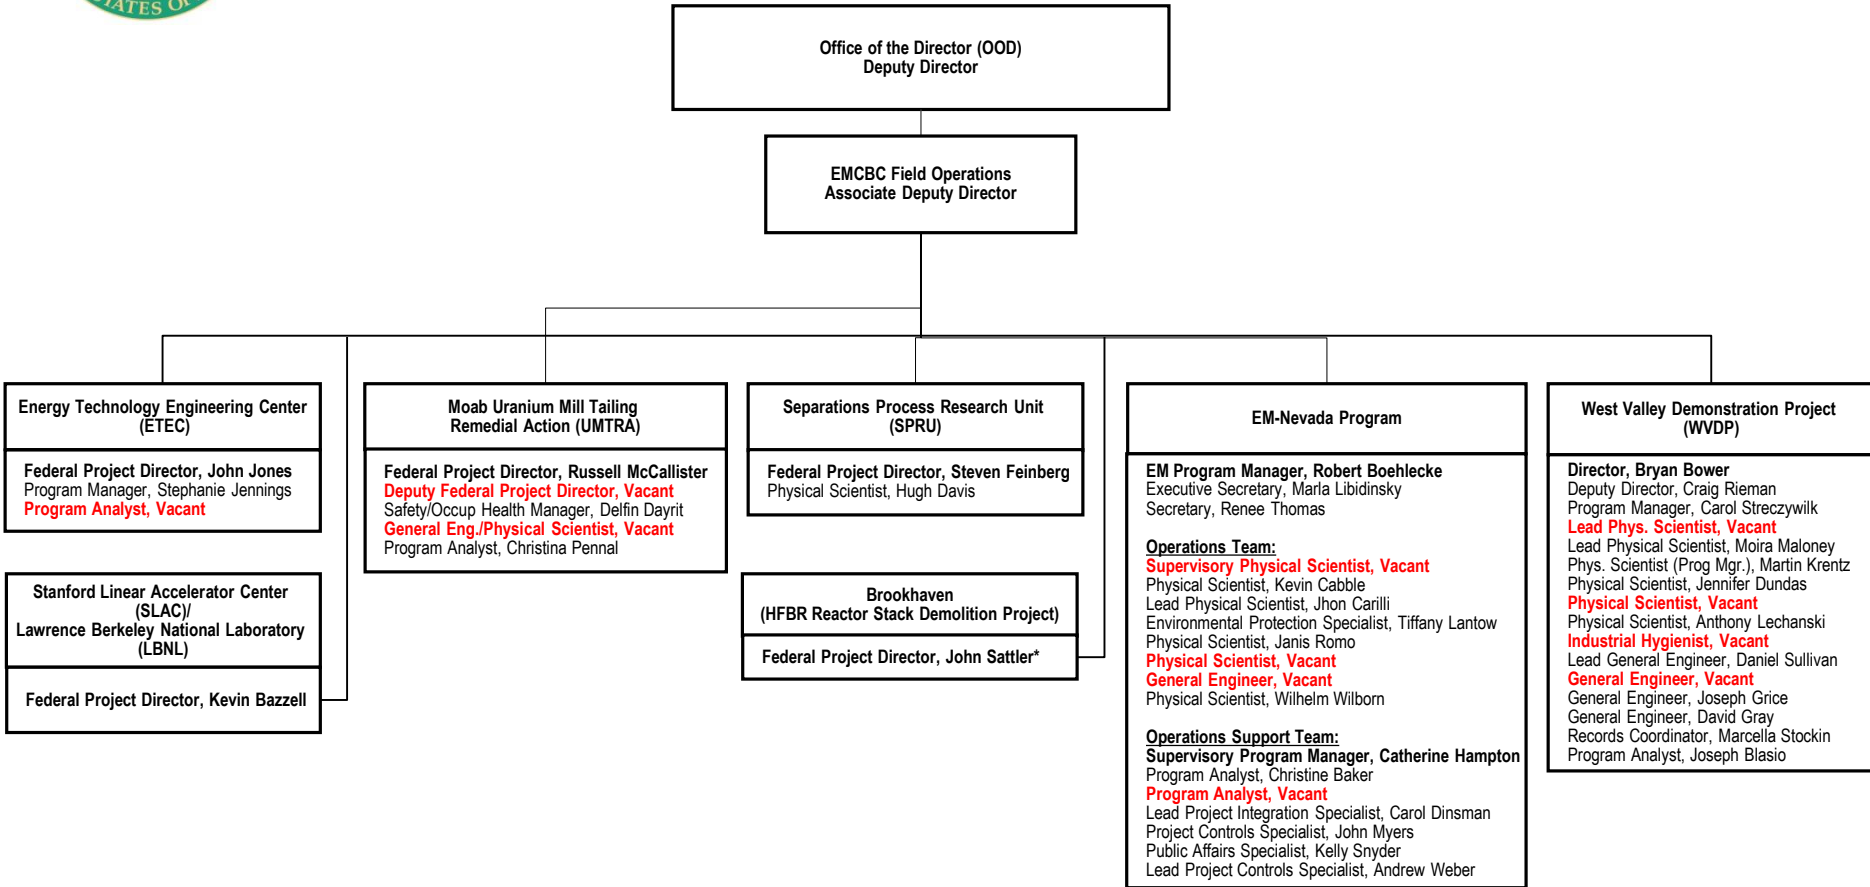 STATES OF
Office of the Director (OOD)
Deputy Director
EMCBC Field Operations
Associate Deputy Director
Energy Technology Engineering Center
(ETEC)
Federal Project Director, John Jones
Program Manager, Stephanie Jennings
Program Analyst, Vacant
Stanford Linear Accelerator Center
(SLAC)/
Lawrence Berkeley National Laboratory
(LBNL)
Federal Project Director, Kevin Bazzell
Moab Uranium Mill Tailing
Remedial Action (UMTRA)
Federal Project Director, Russell McCallister
Deputy Federal Project Director, Vacant
Safety/Occup Health Manager, Delfin Dayrit
General Eng./Physical Scientist, Vacant
Program Analyst, Christina Pennal
Separations Process Research Unit
(SPRU)
Federal Project Director, Steven Feinberg
Physical Scientist, Hugh Davis
Brookhaven
(HFBR Reactor Stack Demolition Project)
Federal Project Director, John Sattler*
EM-Nevada Program
EM Program Manager, Robert Boehlecke
Executive Secretary, Marla Libidinsky
Secretary, Renee Thomas
Operations Team:
Supervisory Physical Scientist, Vacant
Physical Scientist, Kevin Cabble
Lead Physical Scientist, Jhon Carilli
Environmental Protection Specialist, Tiffany Lantow
Physical Scientist, Janis Romo
Physical Scientist, Vacant
General Engineer, Vacant
Physical Scientist, Wilhelm Wilborn
Operations Support Team:
Supervisory Program Manager, Catherine Hampton
Program Analyst, Christine Baker
Program Analyst, Vacant
Lead Project Integration Specialist, Carol Dinsman
Project Controls Specialist, John Myers
Public Affairs Specialist, Kelly Snyder
Lead Project Controls Specialist, Andrew Weber
West Valley Demonstration Project
(WVDP)
Director, Bryan Bower
Deputy Director, Craig Rieman
Program Manager, Carol Streczywilk
Lead Phys. Scientist, Vacant
Lead Physical Scientist, Moira Maloney
Phys. Scientist (Prog Mgr.), Martin Krentz
Physical Scientist, Jennifer Dundas
Physical Scientist, Vacant
Physical Scientist, Anthony Lechanski
Industrial Hygienist, Vacant
Lead General Engineer, Daniel Sullivan
General Engineer, Vacant
General Engineer, Joseph Grice
General Engineer, David Gray
Records Coordinator, Marcella Stockin
Program Analyst, Joseph Blasio